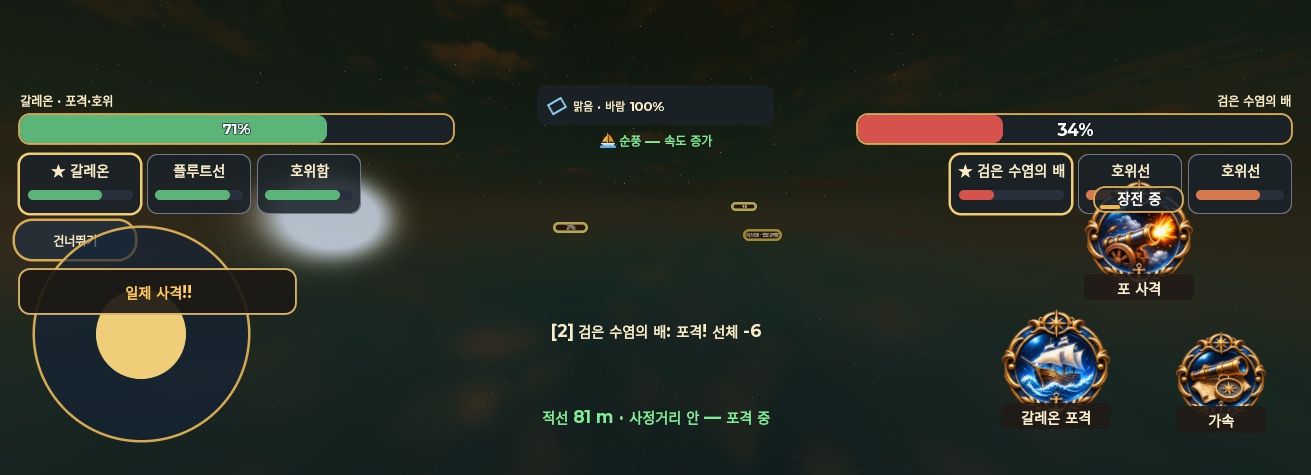 갈레온 · 포격·호위
71%
★ 갈레온
플루트선
호위함
건너뛰기
일제 사격!!
맑음 · 바람 100%
순풍 — 속도 증가
[2] 검은 수염의 배: 포격! 선체 -6
적선 81 m · 사정거리 안 — 포격 중
검은 수염의 배
34%
★ 검은 수염의 배
호위선
호위선
장전 중
포 사격
갈레온 포격
가속